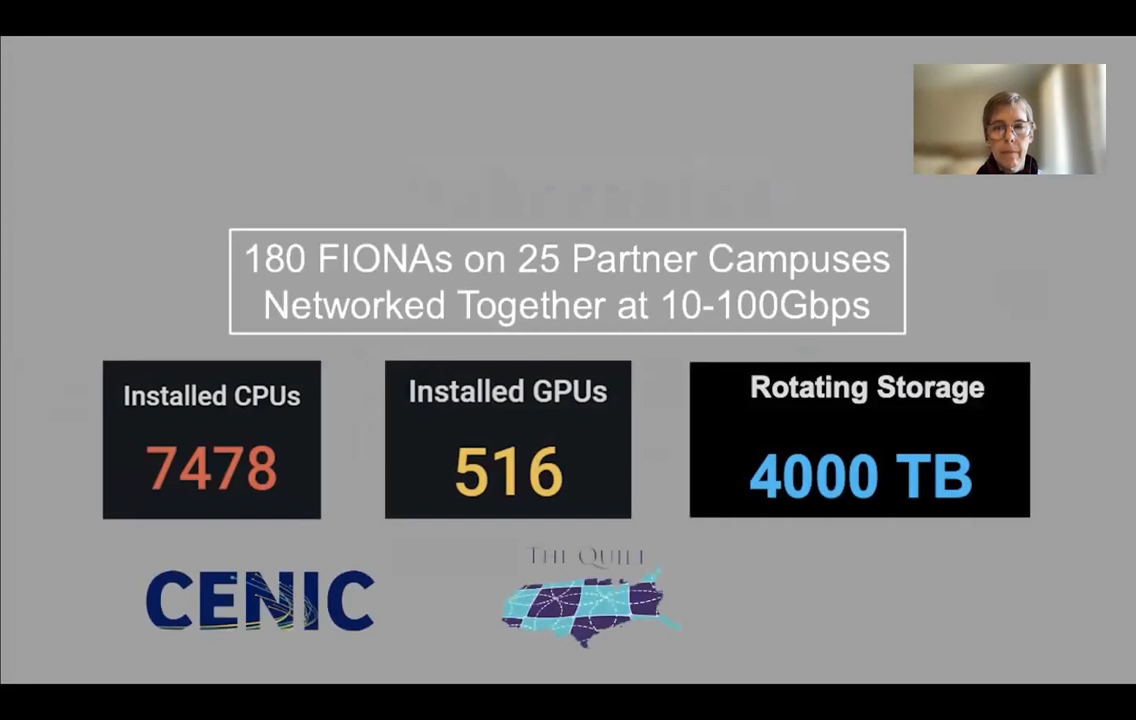 180 FIONAs on 25 Partner Campuses
Networked Together at 10-100Gbps
Installed CPUs
7478
Installed GPUs
516
Rotating Storage
4000 TB
CENIC
THE QUILT